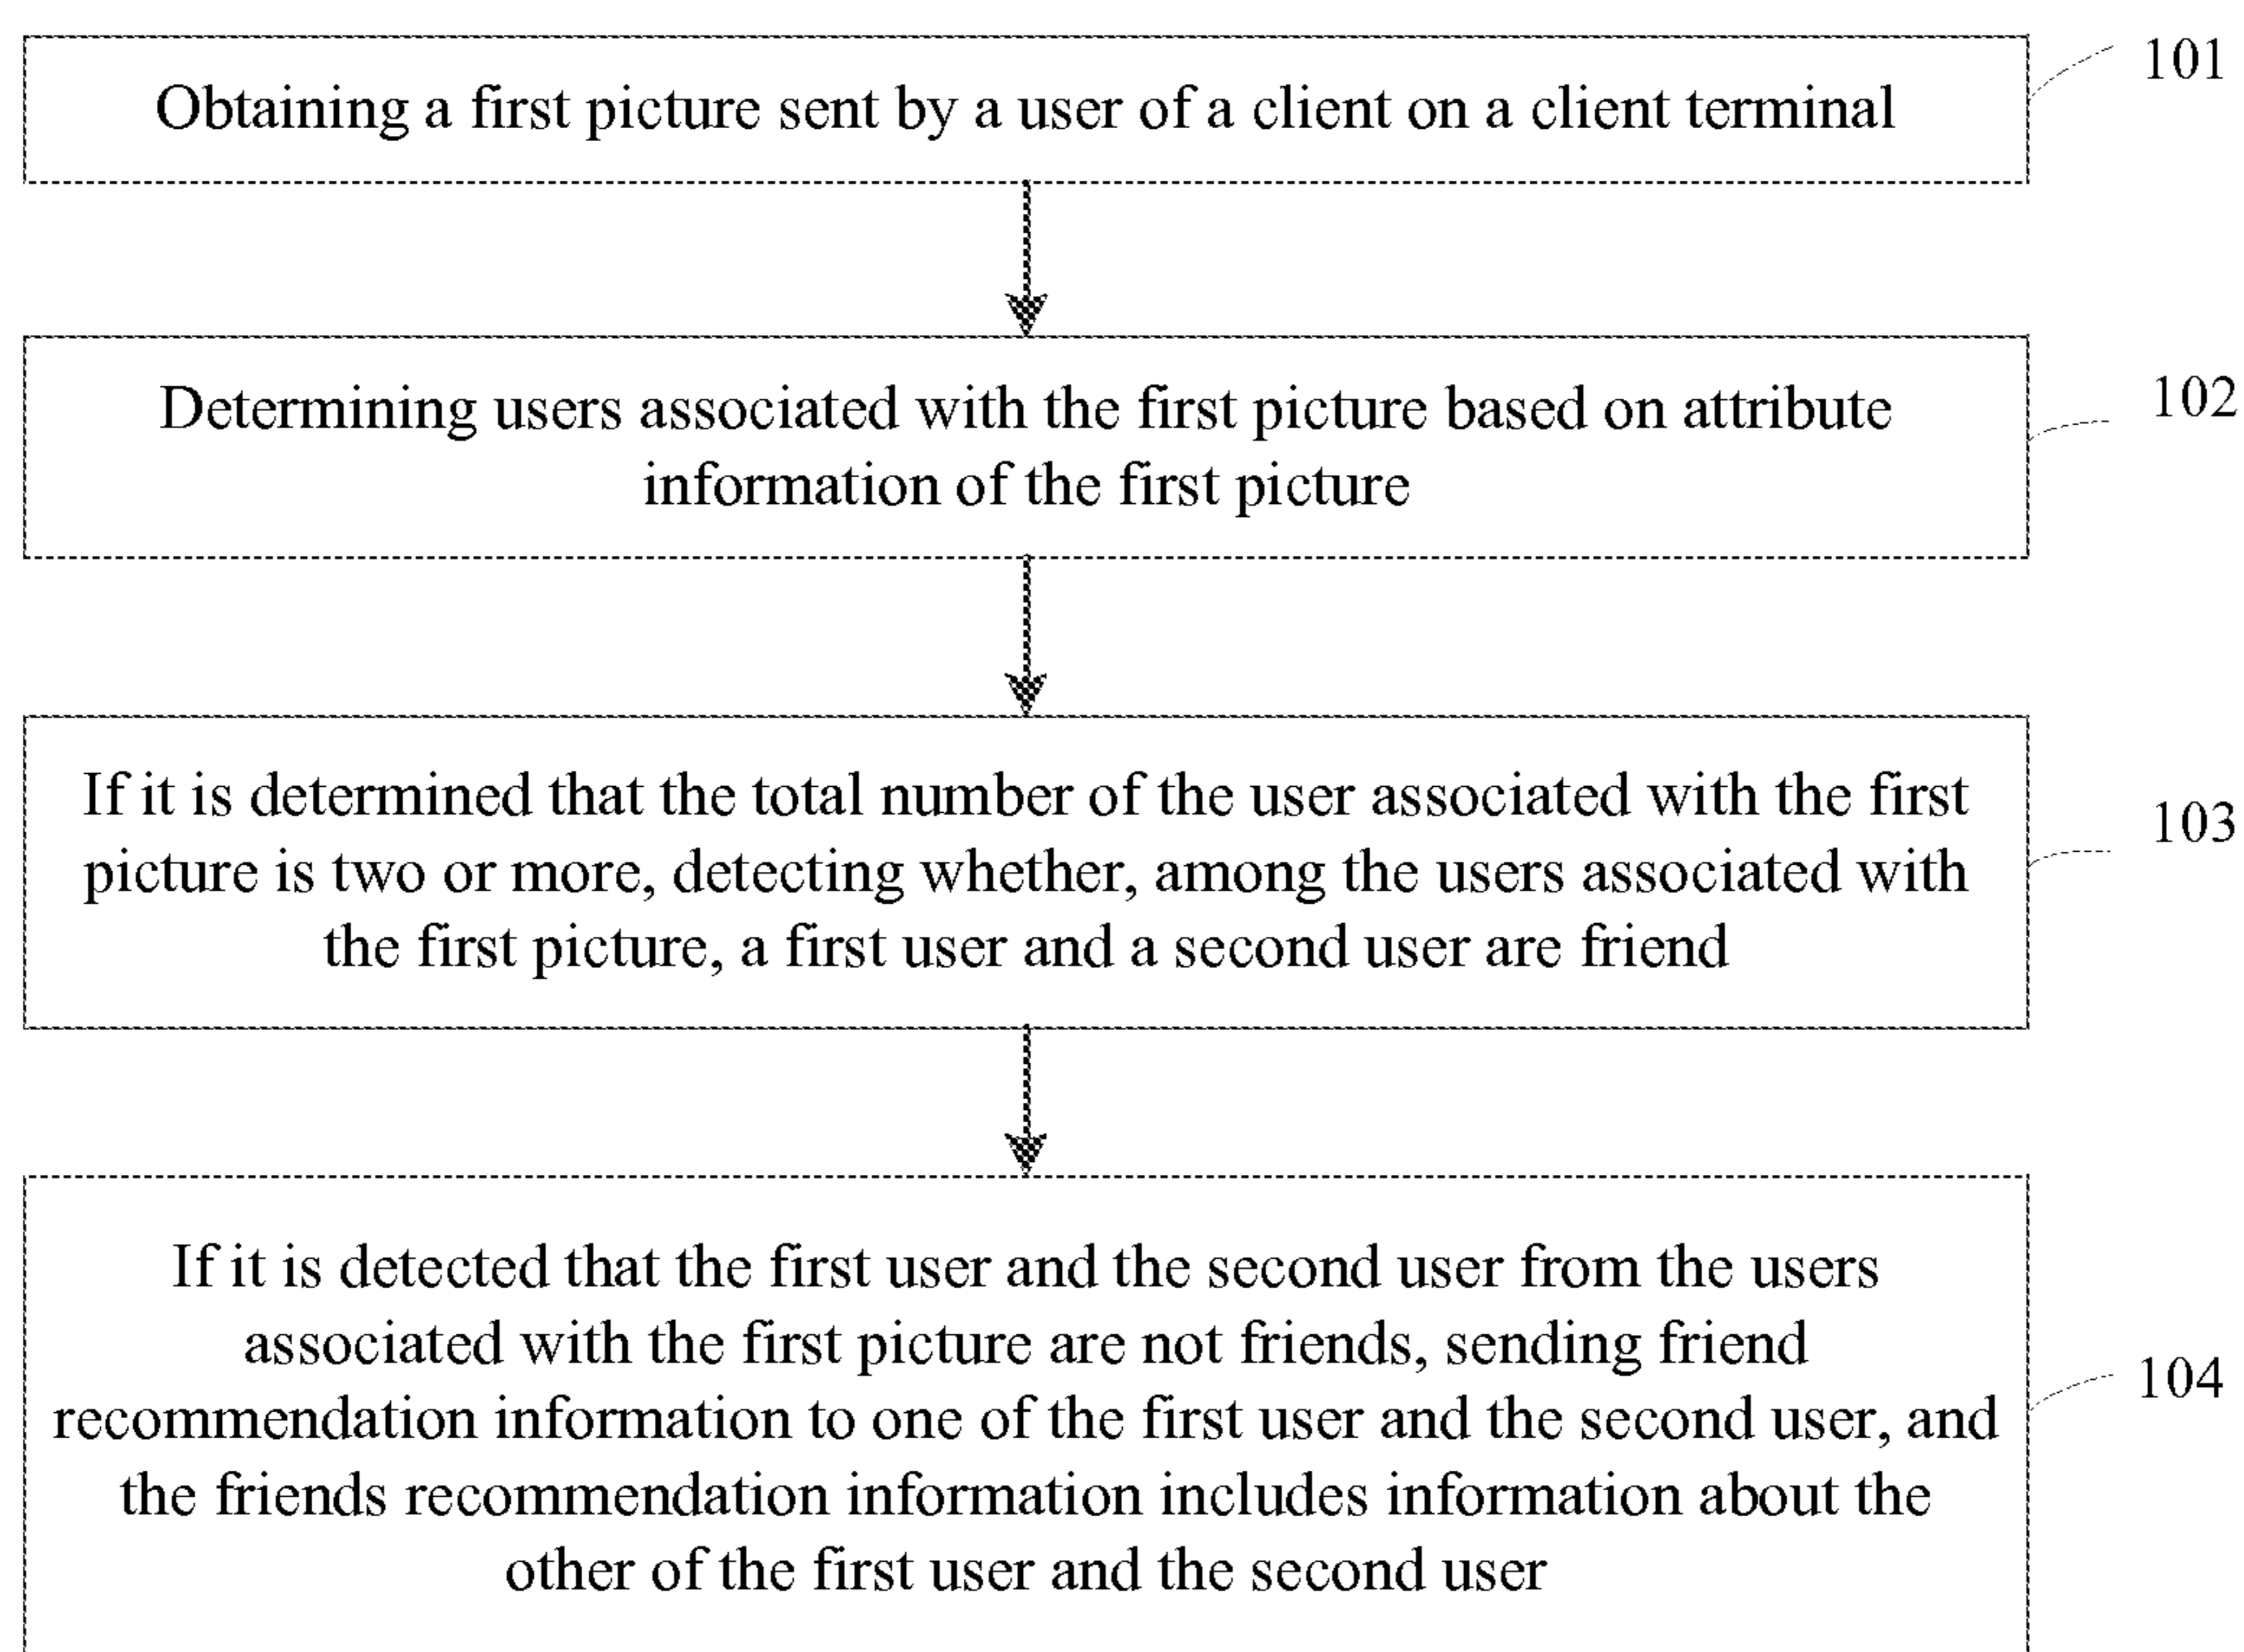 Obtaining a first picture sent by a user of a client on a client terminal
101
Determining users associated with the first picture based on attribute
information of the first picture
102
If it is determined that the total number of the user associated with the first
picture is two or more, detecting whether, among the users associated with
the first picture, a first user and a second user are friend
103
If it is detected that the first user and the second user from the users
associated with the first picture are not friends, sending friend
recommendation information to one of the first user and the second user, and
the friends recommendation information includes information about the
other of the first user and the second user
104